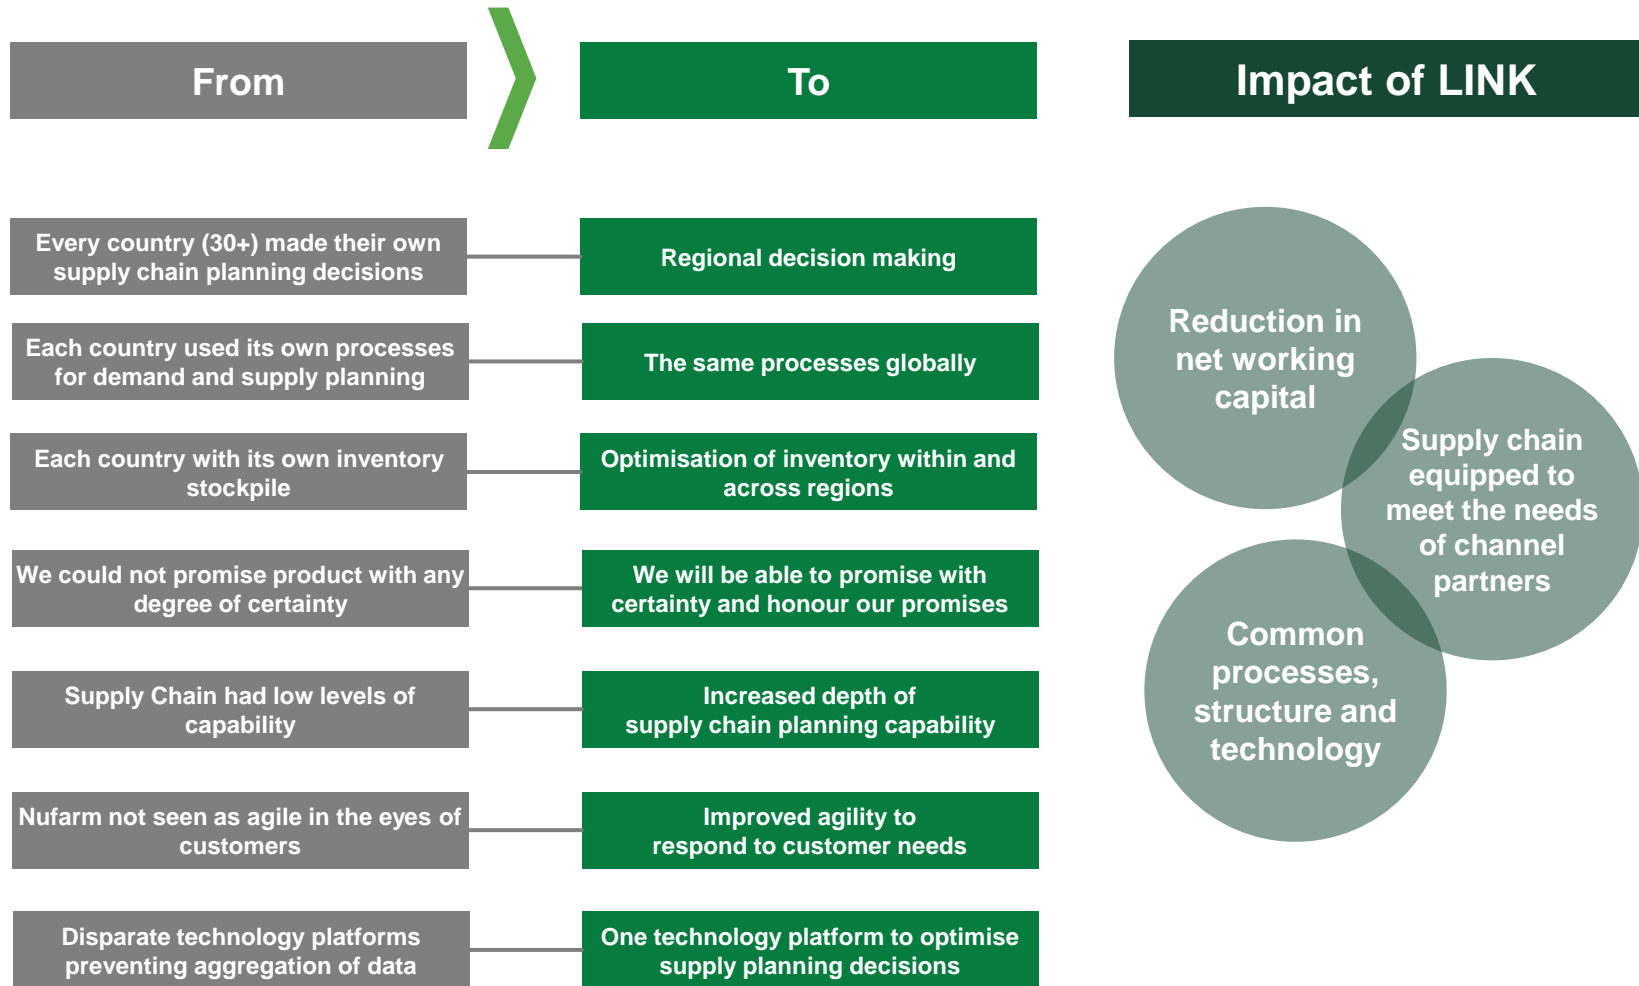 From
To
Impact of LINK
Every country (30+) made their own
supply chain planning decisions
Regional decision making
Each country used its own processes
for demand and supply planning
The same processes globally
Each country with its own inventory
stockpile
Optimisation of inventory within and
across regions
We could not promise product with any
degree of certainty
We will be able to promise with
certainty and honour our promises
Supply Chain had low levels of
capability
Increased depth of
supply chain planning capability
Nufarm not seen as agile in the eyes of
customers
Improved agility to
respond to customer needs
Disparate technology platforms
preventing aggregation of data
One technology platform to optimise
supply planning decisions
Reduction in
net working
capital
Supply chain
equipped to
meet the needs
of channel
partners
Common
processes,
structure and
technology